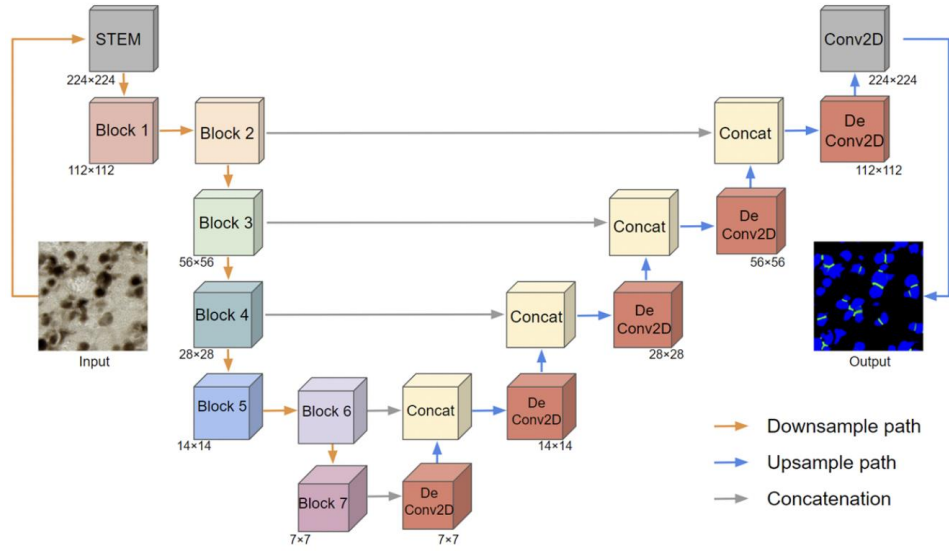 STEM
224×224
Conv2D
224×224
Block 1
112×112
Block 2
Concat
De
Conv2D
112×112
Block 3
56×56
Concat
De
Conv2D
56×56
Block 4
28×28
Concat
De
Conv2D
28×28
Input
Output
Block 5
14×14
Block 6
Concat
De
Conv2D
14×14
Block 7
7×7
De
Conv2D
7×7
Downsample path
Upsample path
Concatenation